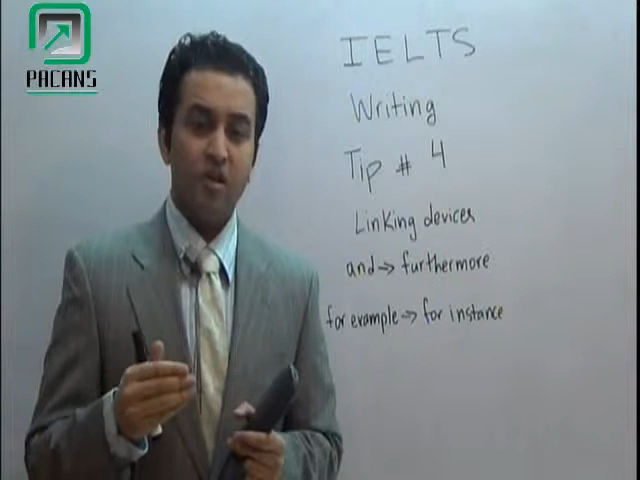 PACANS
IELTS
Writing
Tip # 4
Linking devices
and → furthermore
for example → for instance